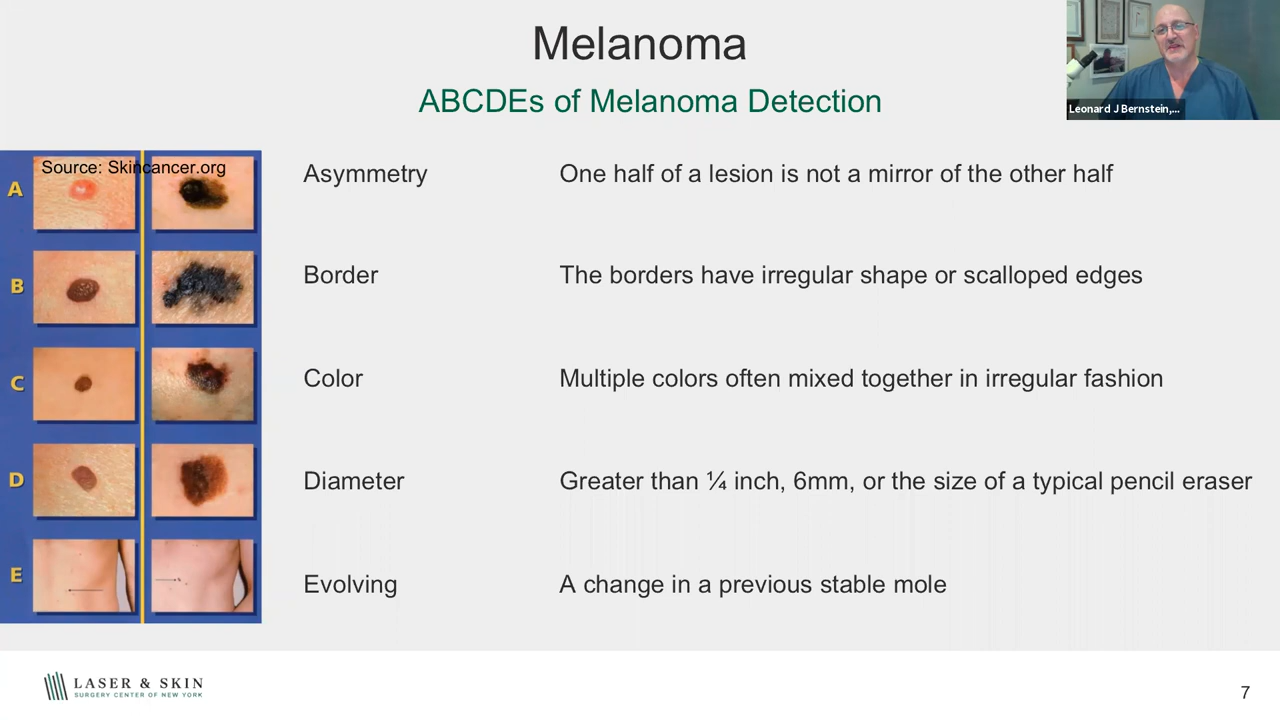 Melanoma
ABCDEs of Melanoma Detection
Leonard J Bernstein,...
Source: Skincancer.org
A
Asymmetry
One half of a lesion is not a mirror of the other half
B
Border
The borders have irregular shape or scalloped edges
C
Color
Multiple colors often mixed together in irregular fashion
D
Diameter
Greater than ¼ inch, 6mm, or the size of a typical pencil eraser
E
Evolving
A change in a previous stable mole
LASER & SKIN
SURGERY CENTER OF NEW YORK
7